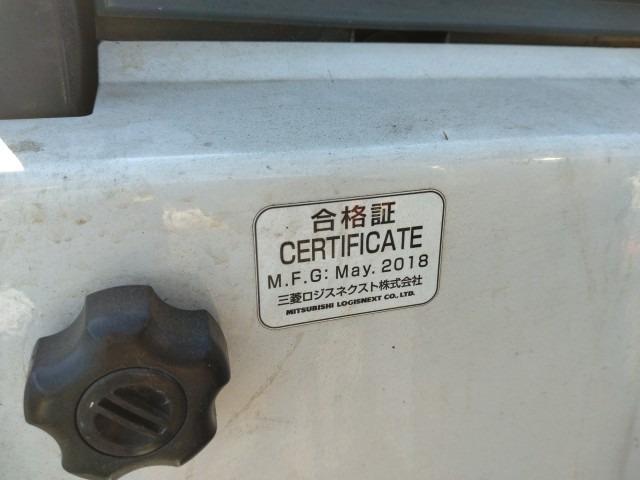 合格証
CERTIFICATE
M.F.G: May. 2018
三菱ロジスネクスト株式会社
MITSUBISHI LOGISNEXT CO., LTD.